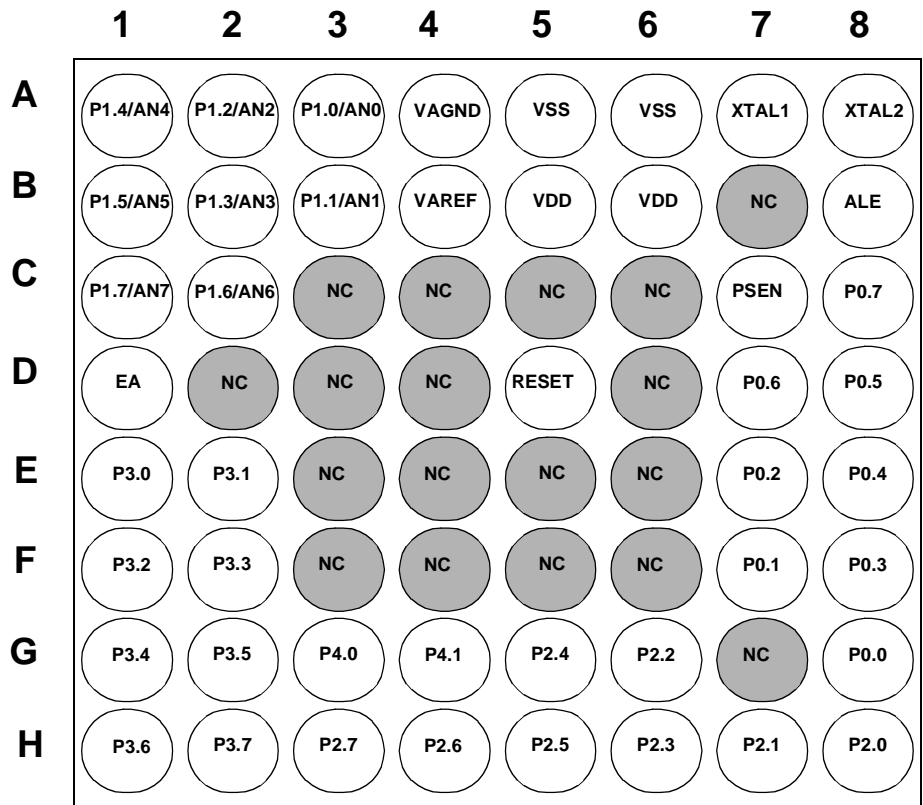 1 2 3 4 5 6 7 8
A P1.4/AN4 P1.2/AN2 P1.0/AN0 VAGND VSS VSS XTAL1 XTAL2
B P1.5/AN5 P1.3/AN3 P1.1/AN1 VAREF VDD VDD NC ALE
C P1.7/AN7 P1.6/AN6 NC NC NC NC PSEN P0.7
D EA NC NC NC RESET NC P0.6 P0.5
E P3.0 P3.1 NC NC NC NC P0.2 P0.4
F P3.2 P3.3 NC NC NC NC P0.1 P0.3
G P3.4 P3.5 P4.0 P4.1 P2.4 P2.2 NC P0.0
H P3.6 P3.7 P2.7 P2.6 P2.5 P2.3 P2.1 P2.0